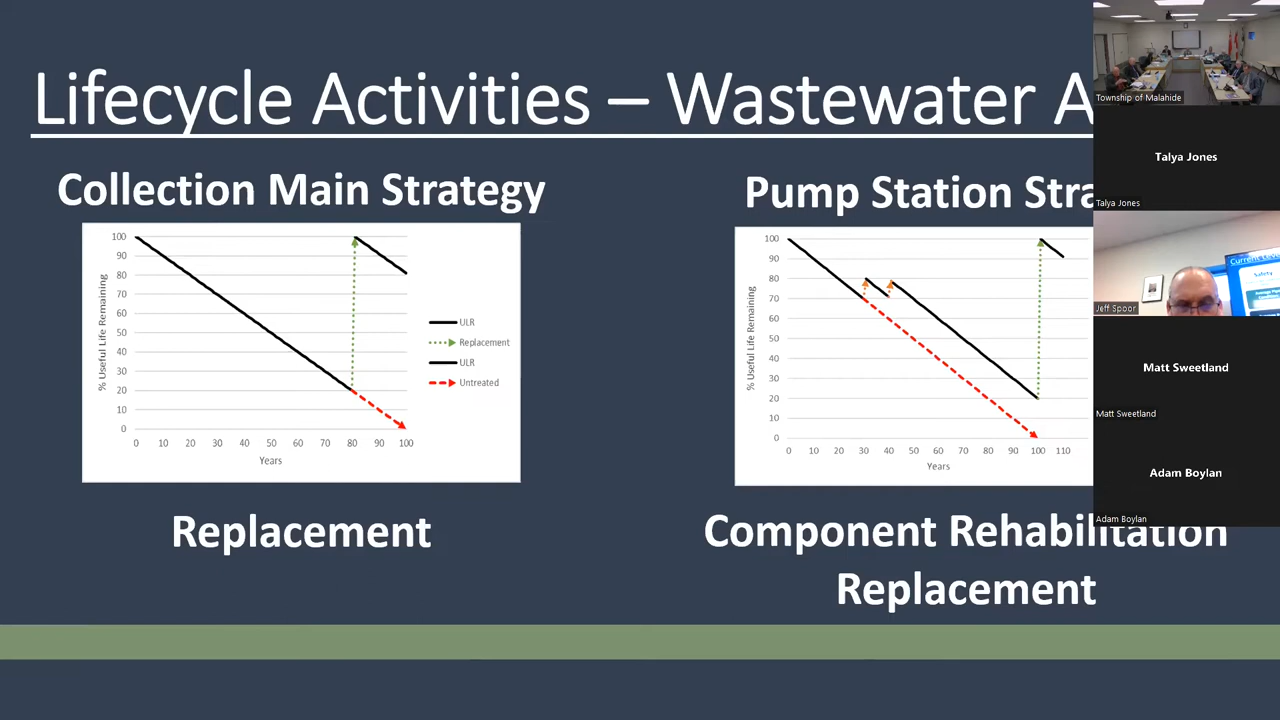 Lifecycle Activities – Wastewater A
Collection Main Strategy
100
90
80
70
60
50
40
30
20
10
0
% Useful Life Remaining
0 10 20 30 40 50 60 70 80 90 100
Years
ULR
Replacement
ULR
Untreated
Replacement
Pump Station Stra
100
90
80
70
60
50
40
30
20
10
0
% Useful Life Remaining
0 10 20 30 40 50 60 70 80 90 100 110
Years
Component Rehabilitation
Replacement
Township of Malahide
Talya Jones
Talya Jones
Current Leve
Safety
Jeff Spoor
Matt Sweetland
Matt Sweetland
Adam Boylan
Adam Boylan